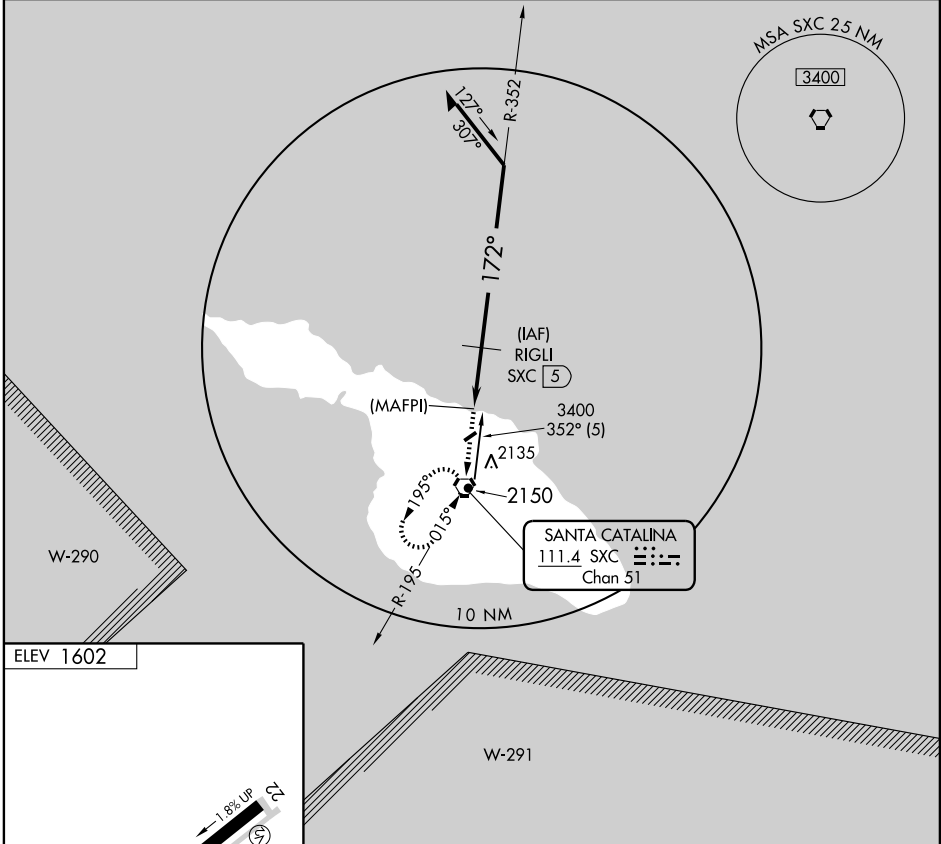 MSA SXC 25 NM
3400
R-352
127°
307°
172°
(IAF)
RIGLI
SXC 5
(MAFPI)
3400
352° (5)
2135
195°
015°
2150
SANTA CATALINA
111.4 SXC
Chan 51
R-195
10 NM
W-290
W-291
ELEV 1602
1.8% UP
22